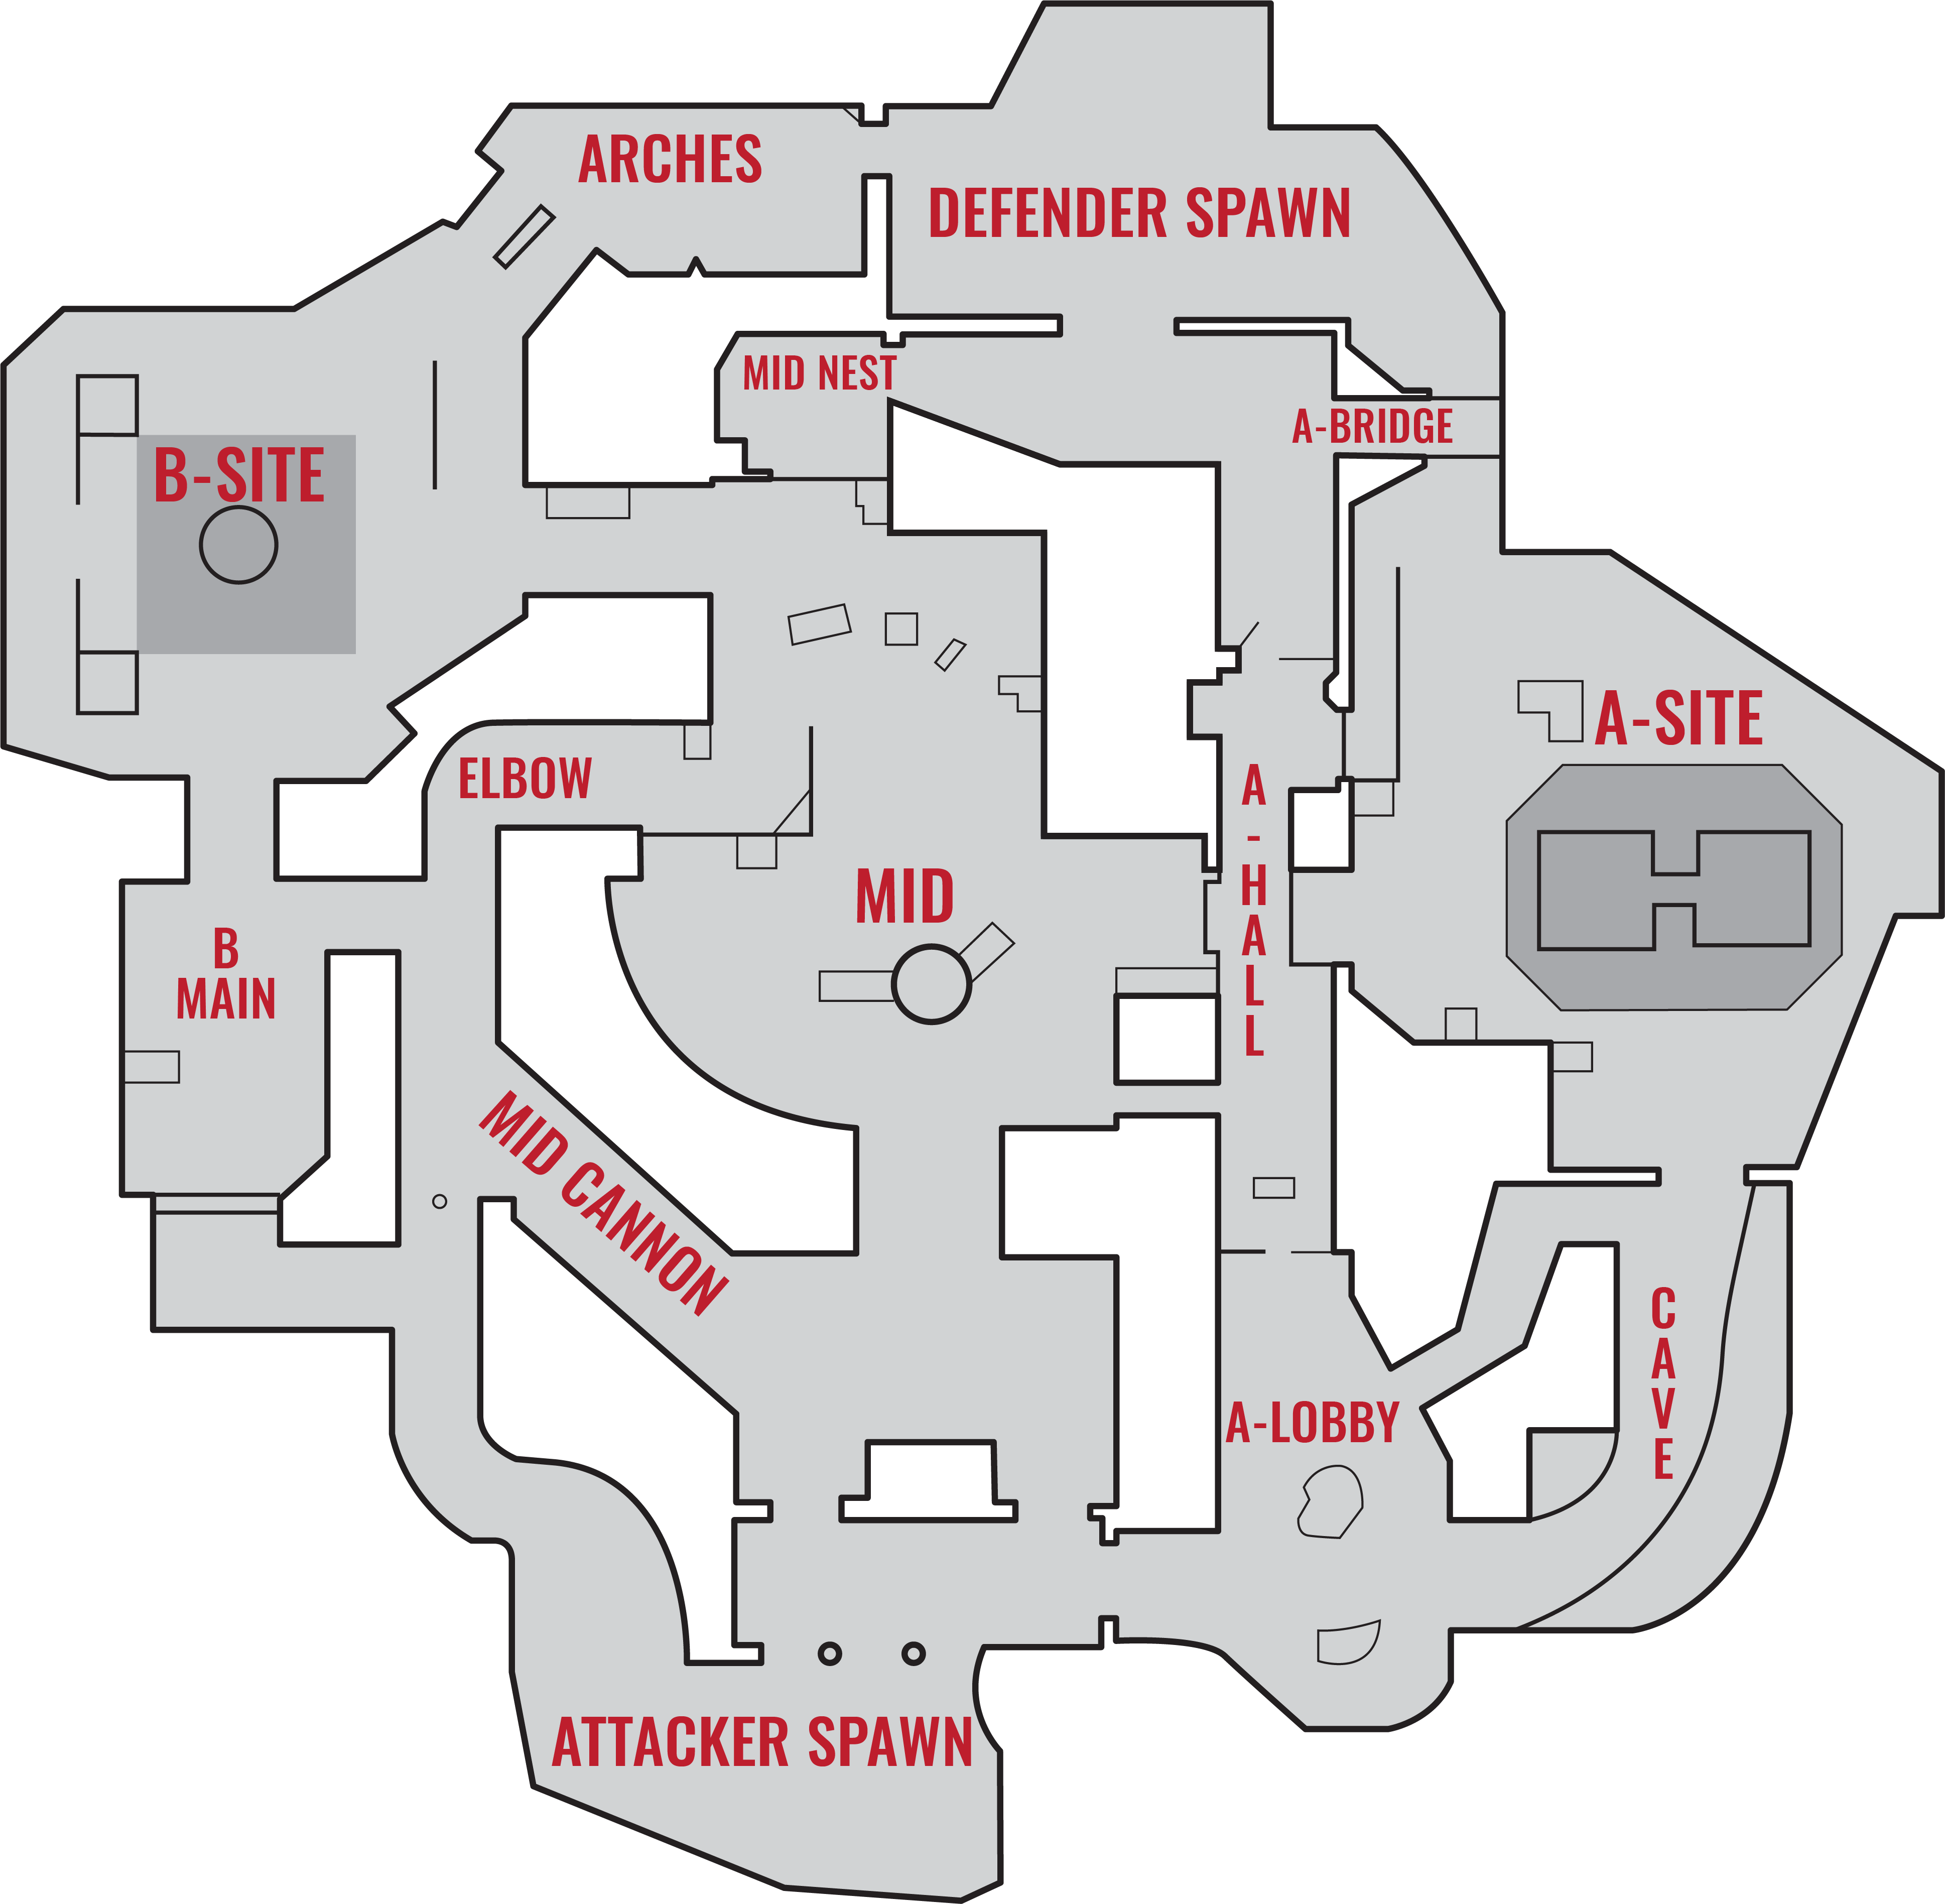 ARCHES
DEFENDER SPAWN
MID NEST
A-BRIDGE
B-SITE
A-SITE
ELBOW
A-HALL
MID
B
MAIN
MID CANNON
CAVE
A-LOBBY
ATTACKER SPAWN